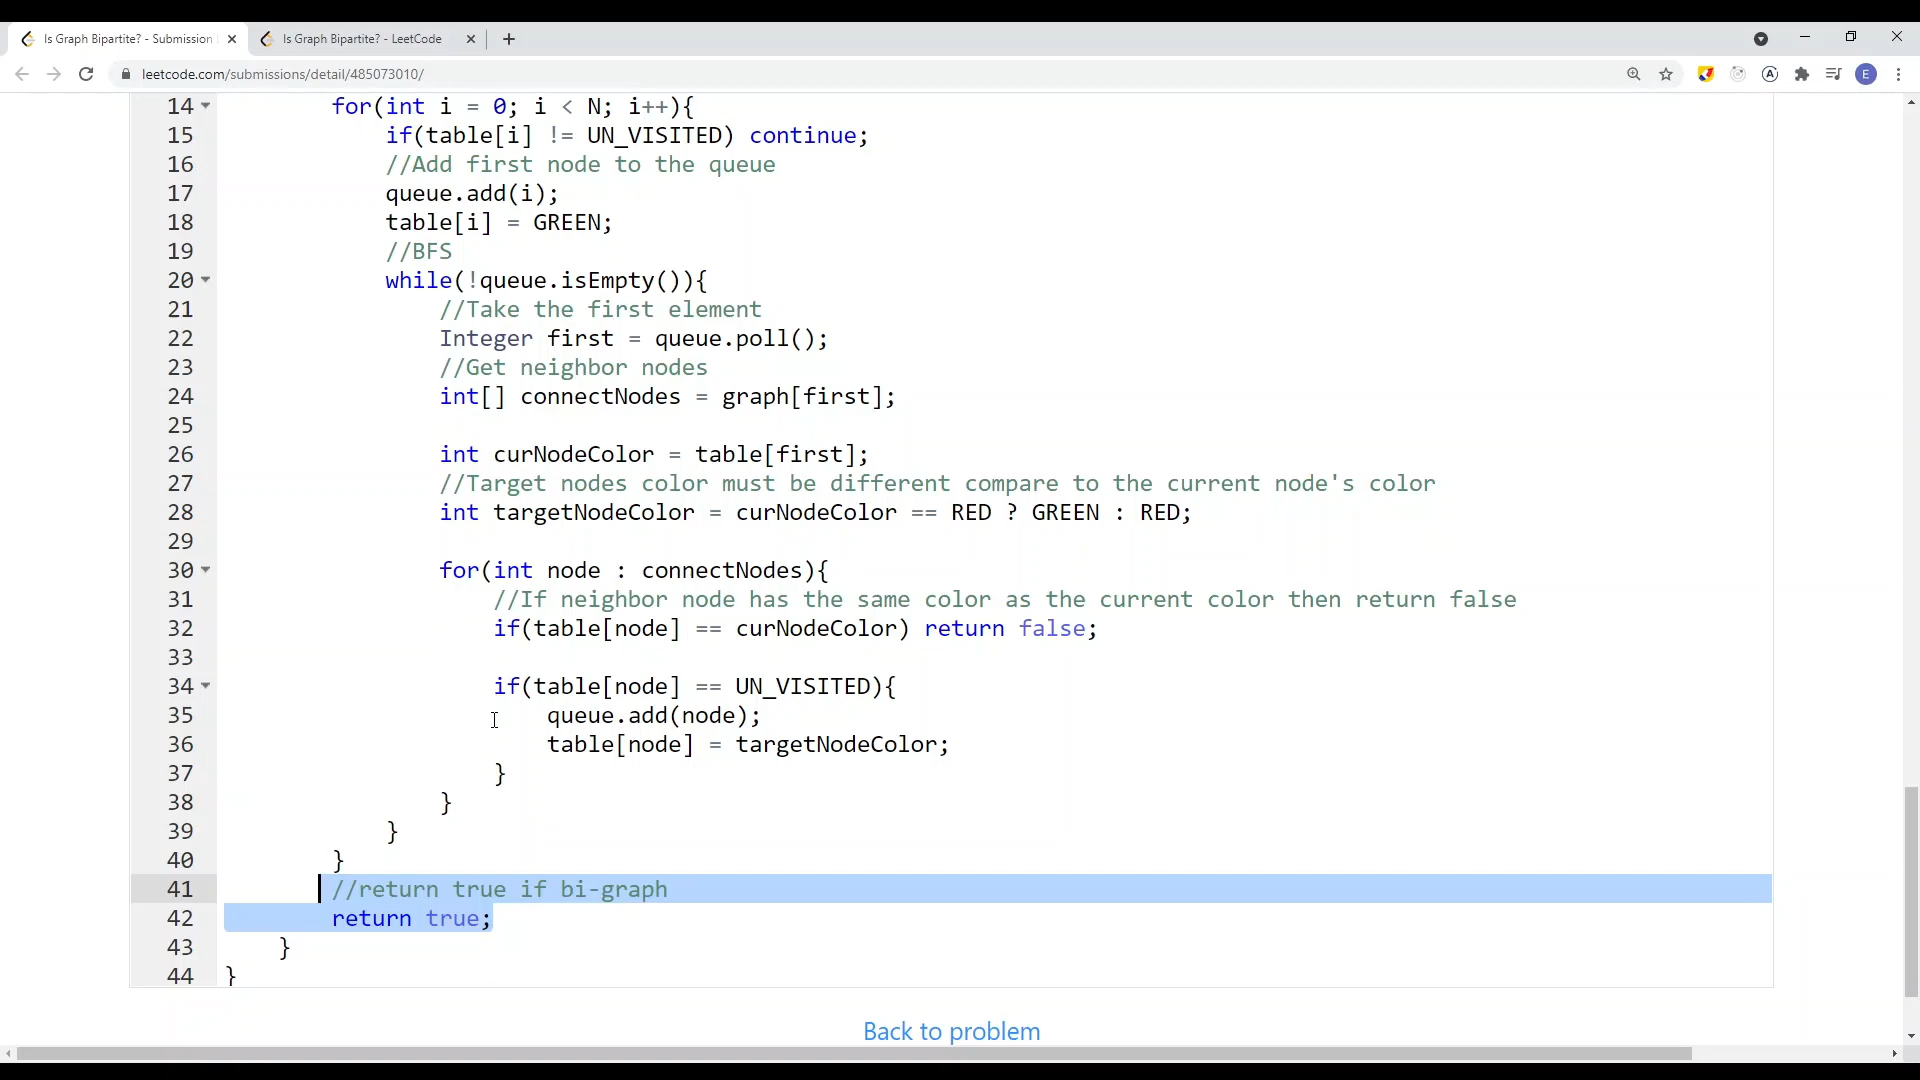 Is Graph Bipartite? - Submission
Is Graph Bipartite? - LeetCode
leetcode.com/submissions/detail/485073010/
E
14 for(int i = 0; i < N; i++){
15 if(table[i] != UN_VISITED) continue;
16 //Add first node to the queue
17 queue.add(i);
18 table[i] = GREEN;
19 //BFS
20 while(!queue.isEmpty()){
21 //Take the first element
22 Integer first = queue.poll();
23 //Get neighbor nodes
24 int[] connectNodes = graph[first];
25
26 int curNodeColor = table[first];
27 //Target nodes color must be different compare to the current node's color
28 int targetNodeColor = curNodeColor == RED ? GREEN : RED;
29
30 for(int node : connectNodes){
31 //If neighbor node has the same color as the current color then return false
32 if(table[node] == curNodeColor) return false;
33
34 if(table[node] == UN_VISITED){
35 queue.add(node);
36 table[node] = targetNodeColor;
37 }
38 }
39 }
40 }
41 //return true if bi-graph
42 return true;
43 }
44 }
Back to problem